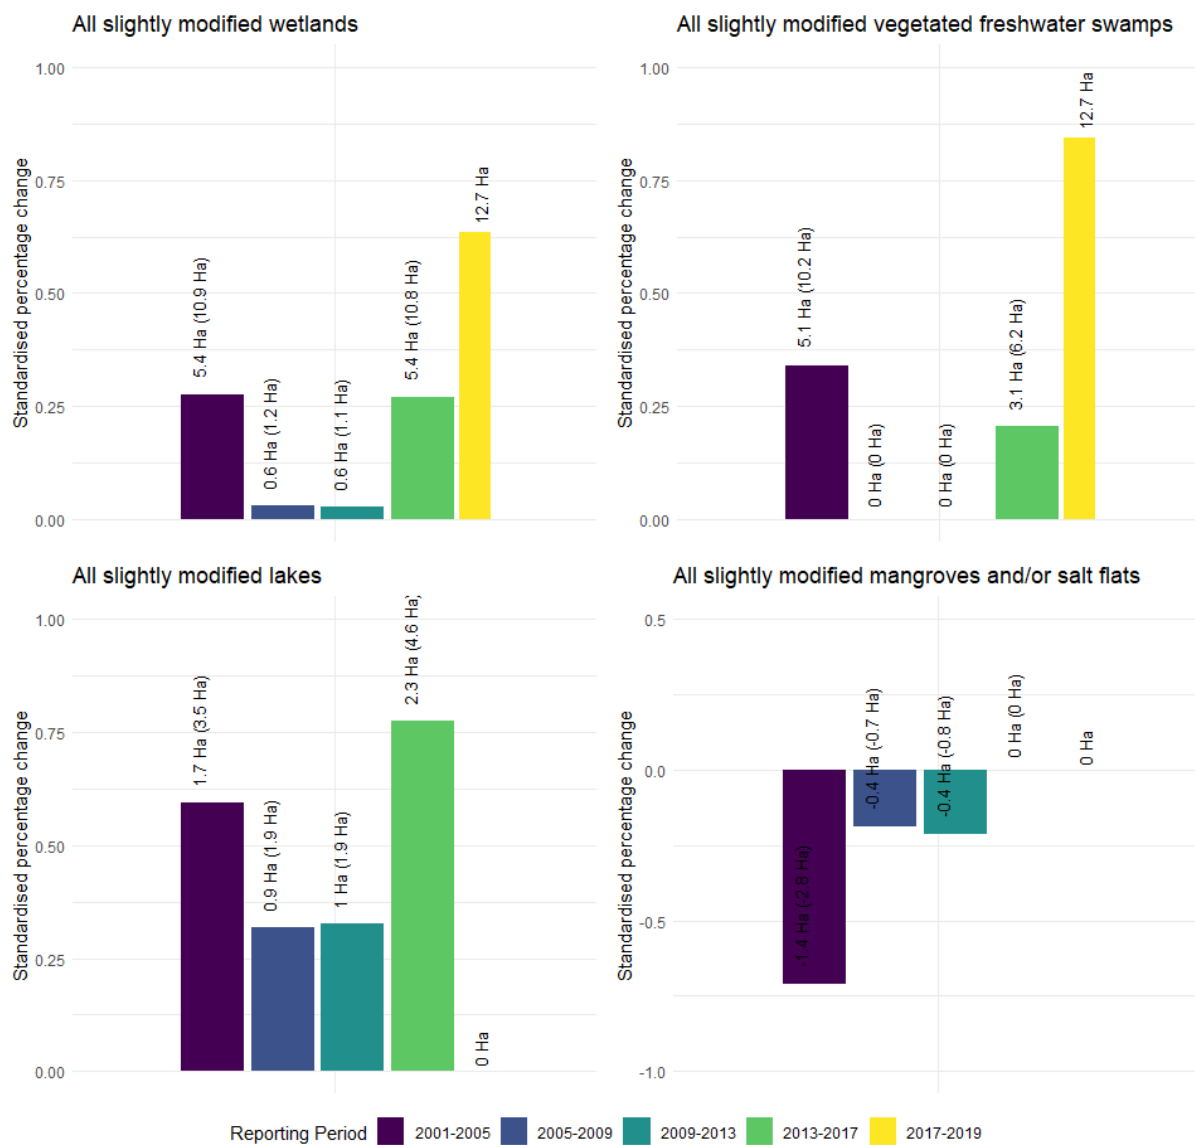 All slightly modified wetlands
Standardised percentage change
1.00
0.75
0.50
0.25
0.00
5.4 Ha (10.9 Ha)
0.6 Ha (1.2 Ha)
0.6 Ha (1.1 Ha)
5.4 Ha (10.8 Ha)
12.7 Ha
All slightly modified vegetated freshwater swamps
Standardised percentage change
1.00
0.75
0.50
0.25
0.00
5.1 Ha (10.2 Ha)
0 Ha (0 Ha)
0 Ha (0 Ha)
3.1 Ha (6.2 Ha)
12.7 Ha
All slightly modified lakes
Standardised percentage change
1.00
0.75
0.50
0.25
0.00
1.7 Ha (3.5 Ha)
0.9 Ha (1.9 Ha)
1 Ha (1.9 Ha)
2.3 Ha (4.6 Ha)
0 Ha
All slightly modified mangroves and/or salt flats
Standardised percentage change
0.5
0.0
-0.5
-1.0
-1.4 Ha (-2.8 Ha)
-0.4 Ha (-0.7 Ha)
-0.4 Ha (-0.8 Ha)
0 Ha (0 Ha)
0 Ha
Reporting Period 2001-2005 2005-2009 2009-2013 2013-2017 2017-2019